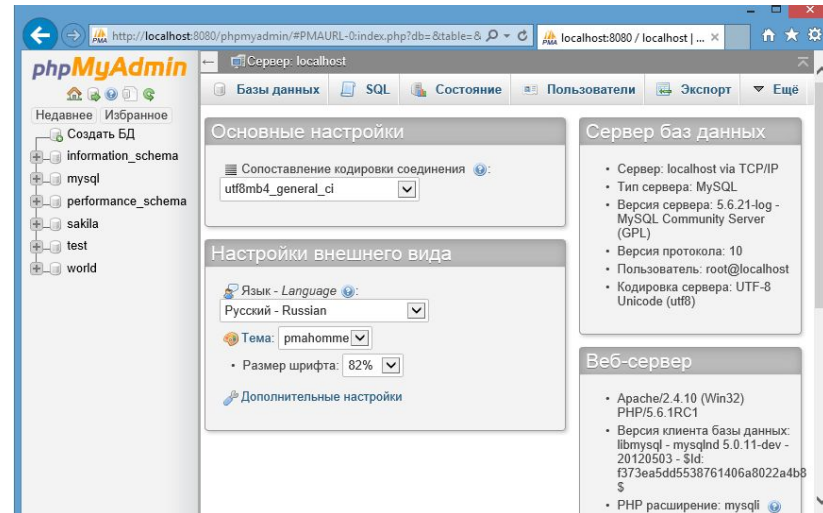 http://localhost:8080/phpmyadmin/#PMAURL-0:index.php?db=&table=&
localhost:8080 / localhost | ...
phpMyAdmin
Недавнее Избранное
Создать БД
information_schema
mysql
performance_schema
sakila
test
world
Сервер: localhost
Базы данных
SQL
Состояние
Пользователи
Экспорт
Ещё
Основные настройки
Сопоставление кодировки соединения :
utf8mb4_general_ci
Настройки внешнего вида
Язык - Language :
Русский - Russian
Тема: pmahomme
• Размер шрифта: 82%
Дополнительные настройки
Сервер баз данных
• Сервер: localhost via TCP/IP
• Тип сервера: MySQL
• Версия сервера: 5.6.21-log -
MySQL Community Server
(GPL)
• Версия протокола: 10
• Пользователь: root@localhost
• Кодировка сервера: UTF-8
Unicode (utf8)
Веб-сервер
• Apache/2.4.10 (Win32)
PHP/5.6.1RC1
• Версия клиента базы данных:
libmysql - mysqlnd 5.0.11-dev -
20120503 - $Id:
f373ea5dd5538761406a8022a4b8
$
• PHP расширение: mysqli